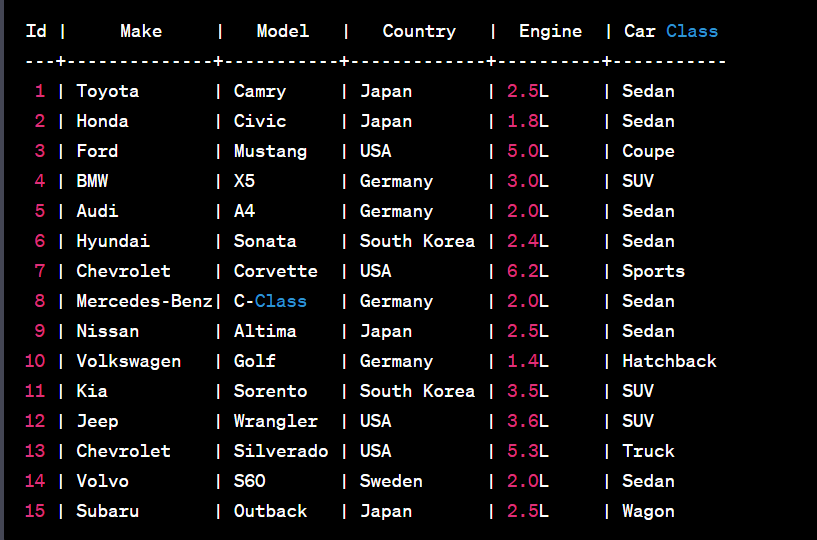 Id |     Make     |   Model   |   Country   |  Engine  | Car Class
---+--------------+-----------+-------------+----------+-----------
 1 | Toyota       | Camry     | Japan       | 2.5L     | Sedan
 2 | Honda        | Civic     | Japan       | 1.8L     | Sedan
 3 | Ford         | Mustang   | USA         | 5.0L     | Coupe
 4 | BMW          | X5        | Germany     | 3.0L     | SUV
 5 | Audi         | A4        | Germany     | 2.0L     | Sedan
 6 | Hyundai      | Sonata    | South Korea | 2.4L     | Sedan
 7 | Chevrolet    | Corvette  | USA         | 6.2L     | Sports
 8 | Mercedes-Benz| C-Class   | Germany     | 2.0L     | Sedan
 9 | Nissan       | Altima    | Japan       | 2.5L     | Sedan
10 | Volkswagen   | Golf      | Germany     | 1.4L     | Hatchback
11 | Kia          | Sorento   | South Korea | 3.5L     | SUV
12 | Jeep         | Wrangler  | USA         | 3.6L     | SUV
13 | Chevrolet    | Silverado | USA         | 5.3L     | Truck
14 | Volvo        | S60       | Sweden      | 2.0L     | Sedan
15 | Subaru       | Outback   | Japan       | 2.5L     | Wagon